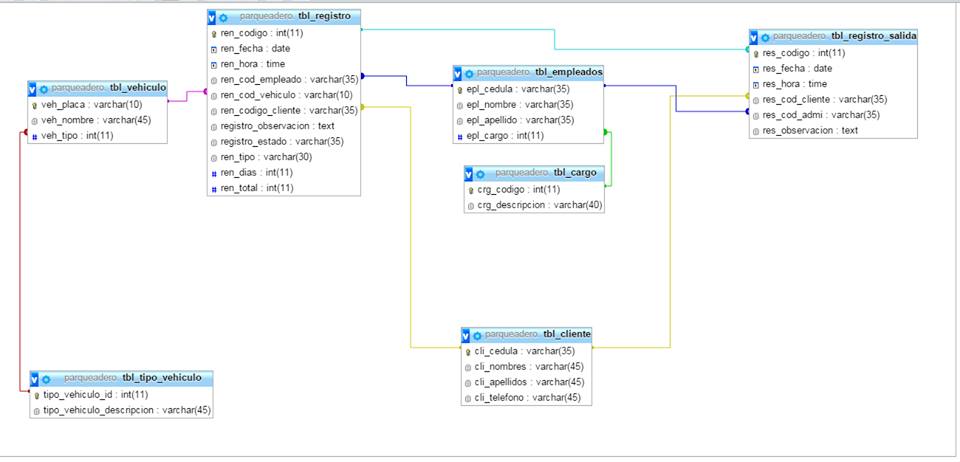 parqueadero tbl_registro
ren_codigo : int(11)
ren_fecha : date
ren_hora : time
ren_cod_empleado : varchar(35)
ren_cod_vehiculo : varchar(10)
ren_codigo_cliente : varchar(35)
registro_observacion : text
registro_estado : varchar(35)
ren_tipo : varchar(30)
ren_dias : int(11)
ren_total : int(11)
parqueadero tbl_registro_salida
res_codigo : int(11)
res_fecha : date
res_hora : time
res_cod_cliente : varchar(35)
res_cod_admi : varchar(35)
res_observacion : text
parqueadero tbl_vehiculo
veh_placa : varchar(10)
veh_nombre : varchar(45)
veh_tipo : int(11)
parqueadero tbl_empleados
epl_cedula : varchar(35)
epl_nombre : varchar(35)
epl_apellido : varchar(35)
epl_cargo : int(11)
parqueadero tbl_cargo
crg_codigo : int(11)
crg_descripcion : varchar(40)
parqueadero tbl_cliente
cli_cedula : varchar(35)
cli_nombres : varchar(45)
cli_apellidos : varchar(45)
cli_telefono : varchar(45)
parqueadero tbl_tipo_vehiculo
tipo_vehiculo_id : int(11)
tipo_vehiculo_descripcion : varchar(45)